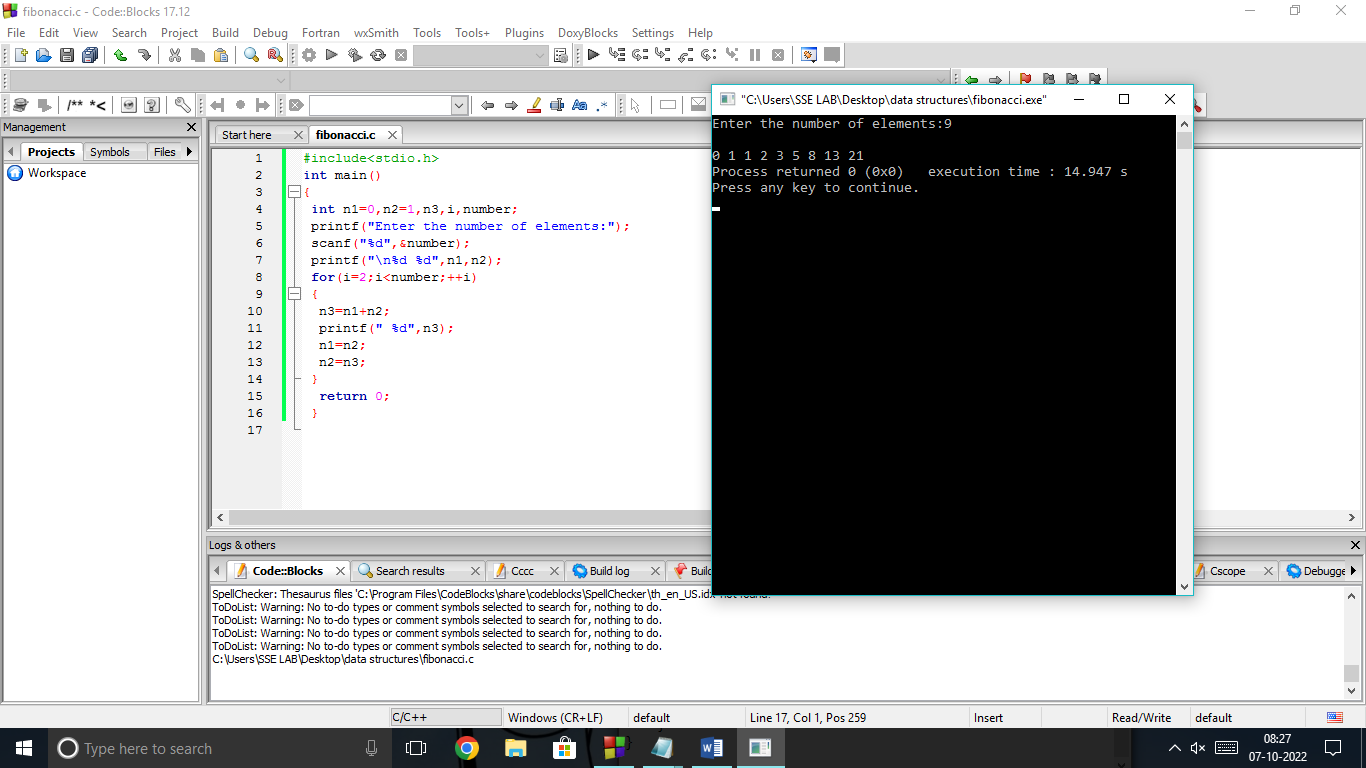 fibonacci.c - Code::Blocks 17.12
File Edit View Search Project Build Debug Fortran wxSmith Tools Tools+ Plugins DoxyBlocks Settings Help
/** *<
Aa .*
Management
Projects Symbols Files
Workspace
Start here fibonacci.c
1 #include<stdio.h>
2 int main()
3 {
4 int n1=0,n2=1,n3,i,number;
5 printf("Enter the number of elements:");
6 scanf("%d",&number);
7 printf("\n%d %d",n1,n2);
8 for(i=2;i<number;++i)
9 {
10 n3=n1+n2;
11 printf(" %d",n3);
12 n1=n2;
13 n2=n3;
14 }
15 return 0;
16 }
17
"C:\Users\SSE LAB\Desktop\data structures\fibonacci.exe"
Enter the number of elements:9
0 1 1 2 3 5 8 13 21
Process returned 0 (0x0) execution time : 14.947 s
Press any key to continue.
Logs & others
Code::Blocks Search results Cccc Build log Build Cscope Debugge
SpellChecker: Thesaurus files 'C:\Program Files\CodeBlocks\share\codeblocks\SpellChecker\th_en_US.idx' not found!
ToDoList: Warning: No to-do types or comment symbols selected to search for, nothing to do.
ToDoList: Warning: No to-do types or comment symbols selected to search for, nothing to do.
ToDoList: Warning: No to-do types or comment symbols selected to search for, nothing to do.
ToDoList: Warning: No to-do types or comment symbols selected to search for, nothing to do.
C:\Users\SSE LAB\Desktop\data structures\fibonacci.c
C/C++ Windows (CR+LF) default Line 17, Col 1, Pos 259 Insert Read/Write default
Type here to search
08:27
07-10-2022